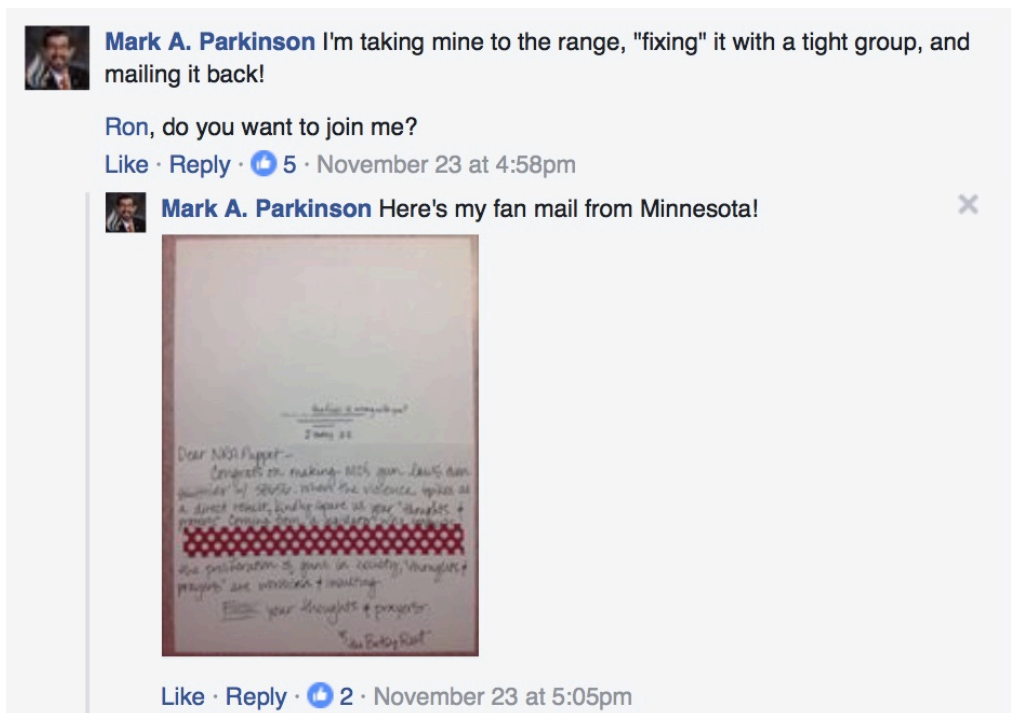 Mark A. Parkinson I'm taking mine to the range, "fixing" it with a tight group, and
mailing it back!
Ron, do you want to join me?
Like · Reply · 5 · November 23 at 4:58pm
Mark A. Parkinson Here's my fan mail from Minnesota!
Dear NRA Puppet-
Congrats on making MO's gun laws even
w/ SB656. When the violence spikes as
a direct result, kindly spare us your "thoughts &
prayers"
the proliferation of guns in society, "thoughts &
prayers" are worthless & insulting.
your thoughts & prayers.
Like · Reply · 2 · November 23 at 5:05pm